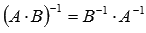 (A · B)⁻¹ = B⁻¹ · A⁻¹